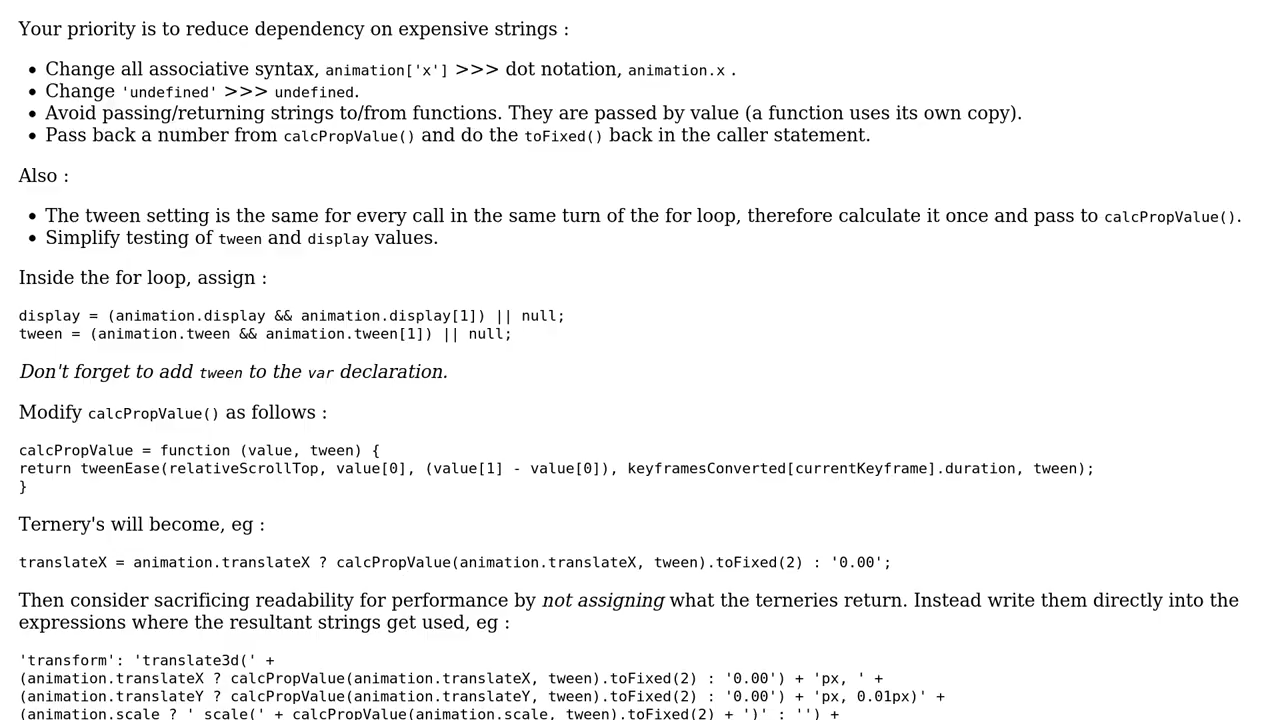 Your priority is to reduce dependency on expensive strings :
• Change all associative syntax, animation['x'] >>> dot notation, animation.x .
• Change 'undefined' >>> undefined.
• Avoid passing/returning strings to/from functions. They are passed by value (a function uses its own copy).
• Pass back a number from calcPropValue() and do the toFixed() back in the caller statement.
Also :
• The tween setting is the same for every call in the same turn of the for loop, therefore calculate it once and pass to calcPropValue().
• Simplify testing of tween and display values.
Inside the for loop, assign :
display = (animation.display && animation.display[1]) || null;
tween = (animation.tween && animation.tween[1]) || null;
Don't forget to add tween to the var declaration.
Modify calcPropValue() as follows :
calcPropValue = function (value, tween) {
return tweenEase(relativeScrollTop, value[0], (value[1] - value[0]), keyframesConverted[currentKeyframe].duration, tween);
}
Ternery's will become, eg :
translateX = animation.translateX ? calcPropValue(animation.translateX, tween).toFixed(2) : '0.00';
Then consider sacrificing readability for performance by not assigning what the terneries return. Instead write them directly into the
expressions where the resultant strings get used, eg :
'transform': 'translate3d(' +
(animation.translateX ? calcPropValue(animation.translateX, tween).toFixed(2) : '0.00') + 'px, ' +
(animation.translateY ? calcPropValue(animation.translateY, tween).toFixed(2) : '0.00') + 'px, 0.01px)' +
(animation.scale ? ' scale(' + calcPropValue(animation.scale, tween).toFixed(2) + ')' : '') +